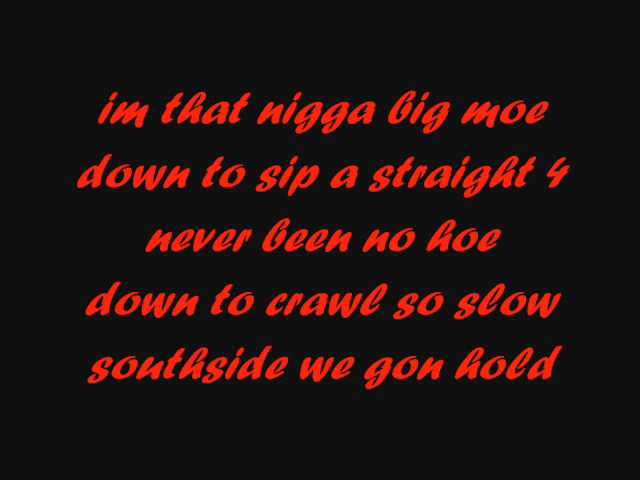 im that nigga big moe
down to sip a straight 4
never been no hoe
down to crawl so slow
southside we gon hold